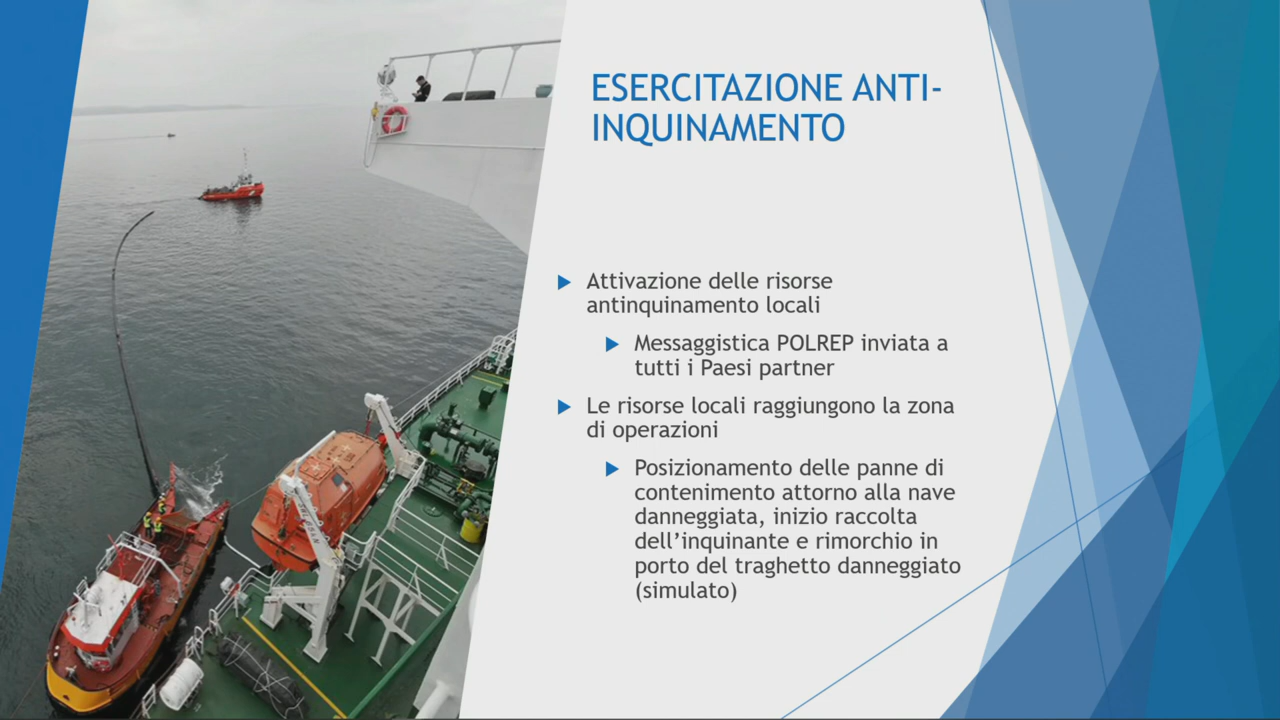 ESERCITAZIONE ANTI-
INQUINAMENTO
Attivazione delle risorse
antinquinamento locali
Messaggistica POLREP inviata a
tutti i Paesi partner
Le risorse locali raggiungono la zona
di operazioni
Posizionamento delle panne di
contenimento attorno alla nave
danneggiata, inizio raccolta
dell’inquinante e rimorchio in
porto del traghetto danneggiato
(simulato)